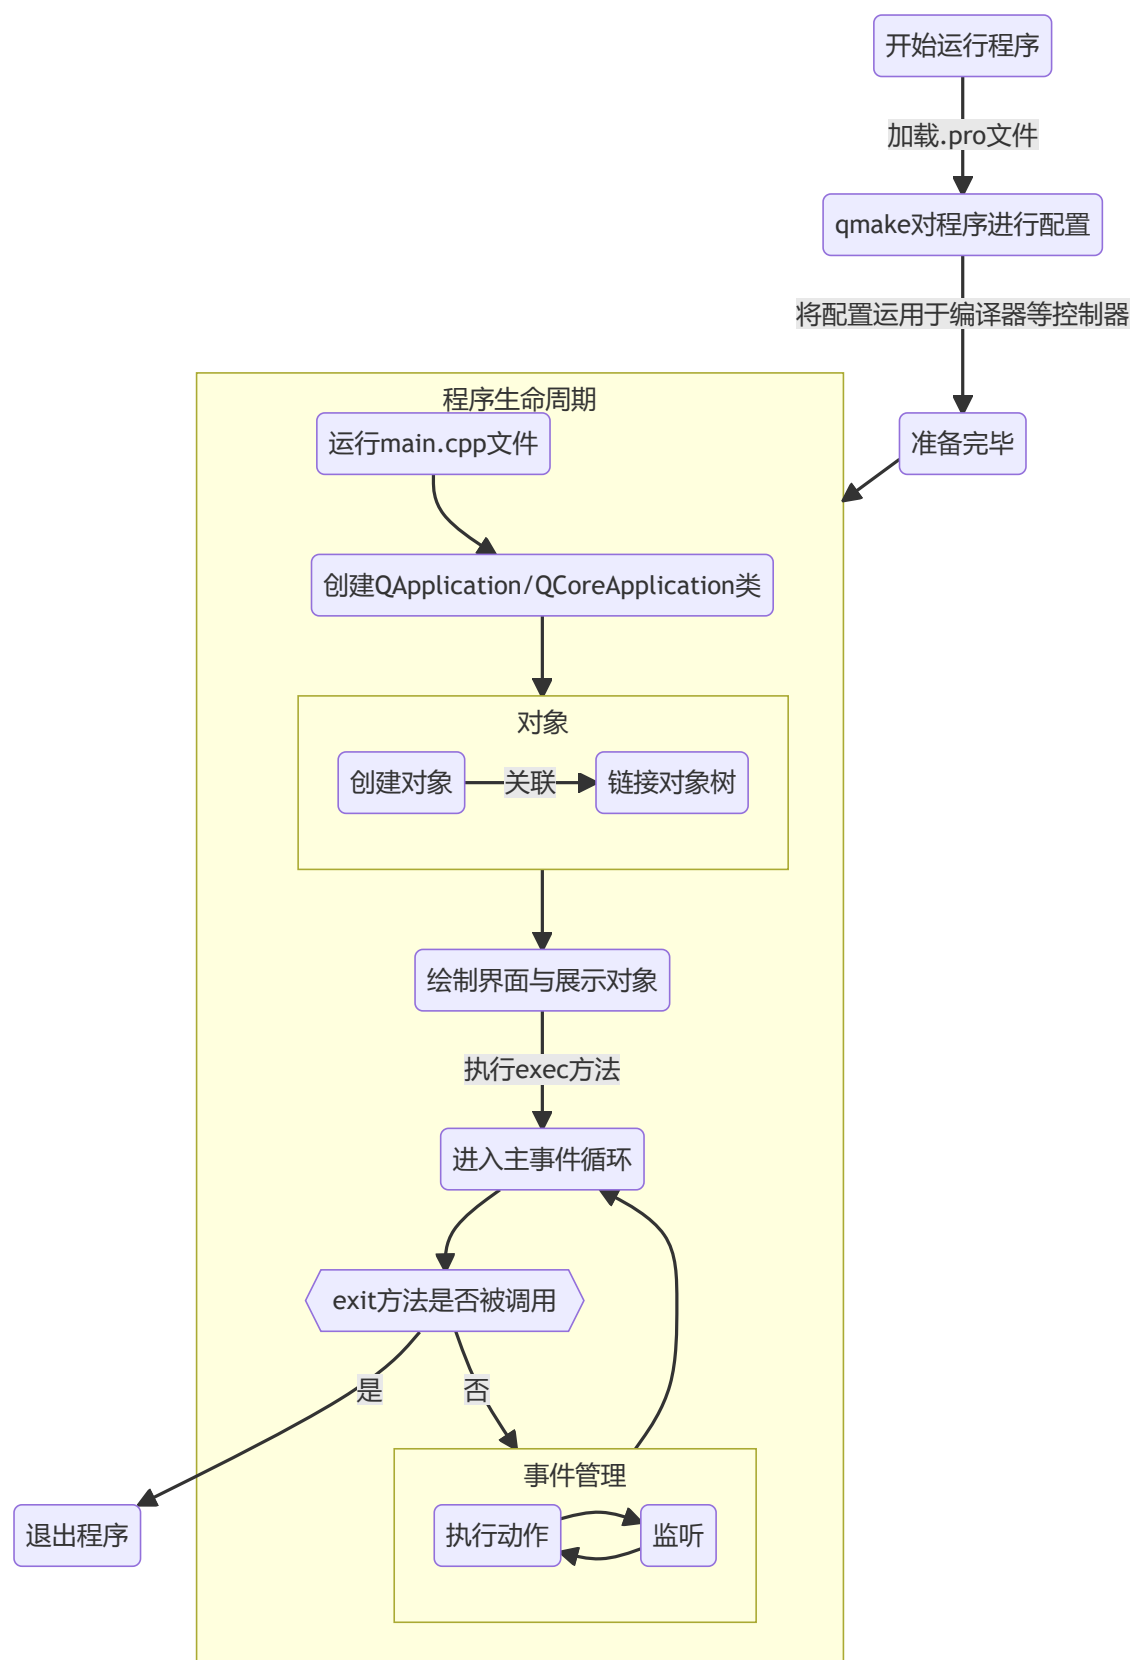 开始运行程序
加载.pro文件
qmake对程序进行配置
将配置运用于编译器等控制器
准备完毕
程序生命周期
运行main.cpp文件
创建QApplication/QCoreApplication类
对象
创建对象
关联
链接对象树
绘制界面与展示对象
执行exec方法
进入主事件循环
exit方法是否被调用
是
否
事件管理
退出程序
执行动作
监听